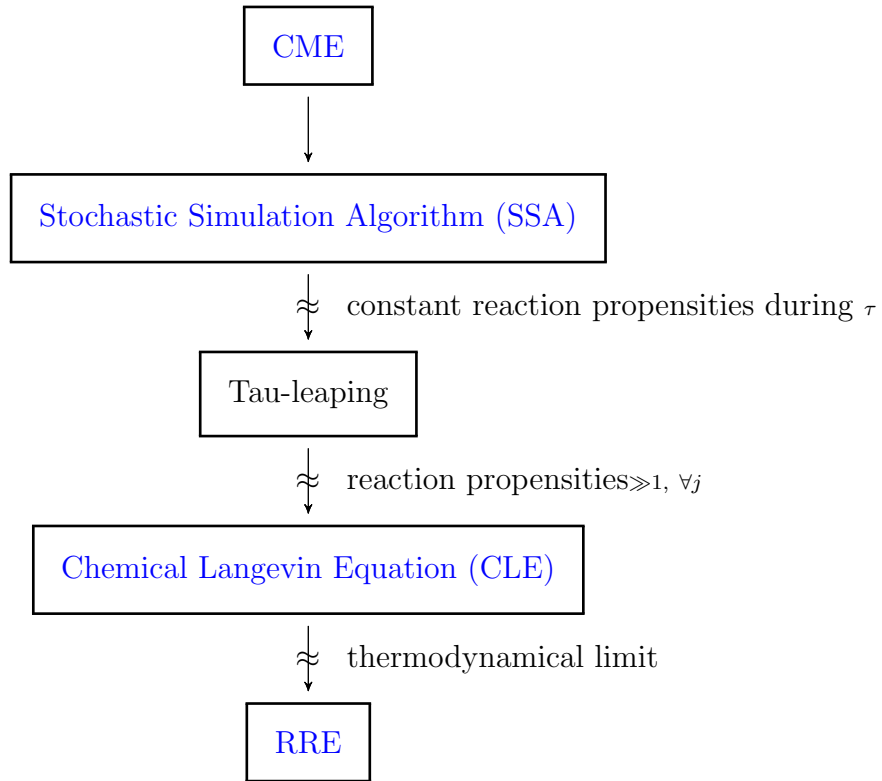 CME
Stochastic Simulation Algorithm (SSA)
≈ constant reaction propensities during τ
Tau-leaping
≈ reaction propensities≫1, ∀j
Chemical Langevin Equation (CLE)
≈ thermodynamical limit
RRE